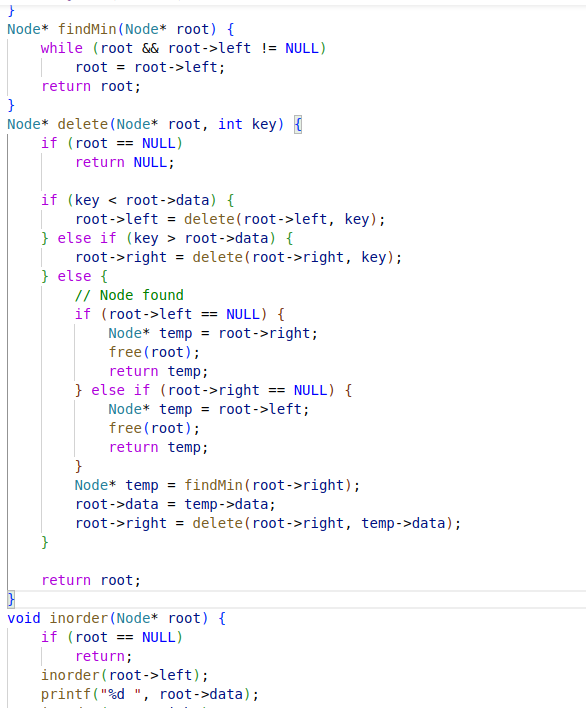 }
Node* findMin(Node* root) {
    while (root && root->left != NULL)
        root = root->left;
    return root;
}
Node* delete(Node* root, int key) {
    if (root == NULL)
        return NULL;

    if (key < root->data) {
        root->left = delete(root->left, key);
    } else if (key > root->data) {
        root->right = delete(root->right, key);
    } else {
        // Node found
        if (root->left == NULL) {
            Node* temp = root->right;
            free(root);
            return temp;
        } else if (root->right == NULL) {
            Node* temp = root->left;
            free(root);
            return temp;
        }
        Node* temp = findMin(root->right);
        root->data = temp->data;
        root->right = delete(root->right, temp->data);
    }

    return root;
}
void inorder(Node* root) {
    if (root == NULL)
        return;
    inorder(root->left);
    printf("%d ", root->data);